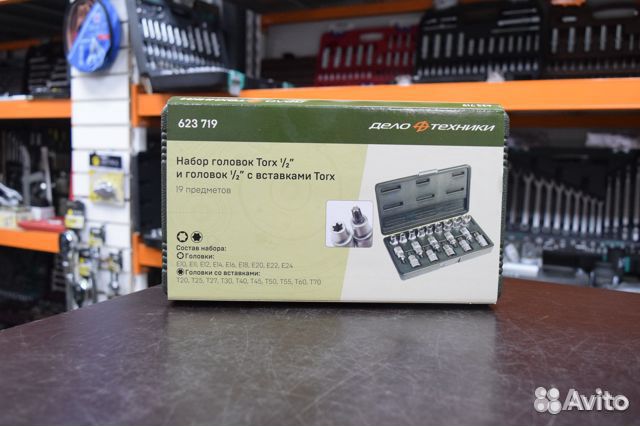 623 719
ДЕЛО ТЕХНИКИ
Набор головок Torx ½"
и головок ½" с вставками Torx
19 предметов
Состав набора:
Головки:
E10, E11, E12, E14, E16, E18, E20, E22, E24
Головки со вставками:
T20, T25, T27, T30, T40, T45, T50, T55, T60, T70
Avito